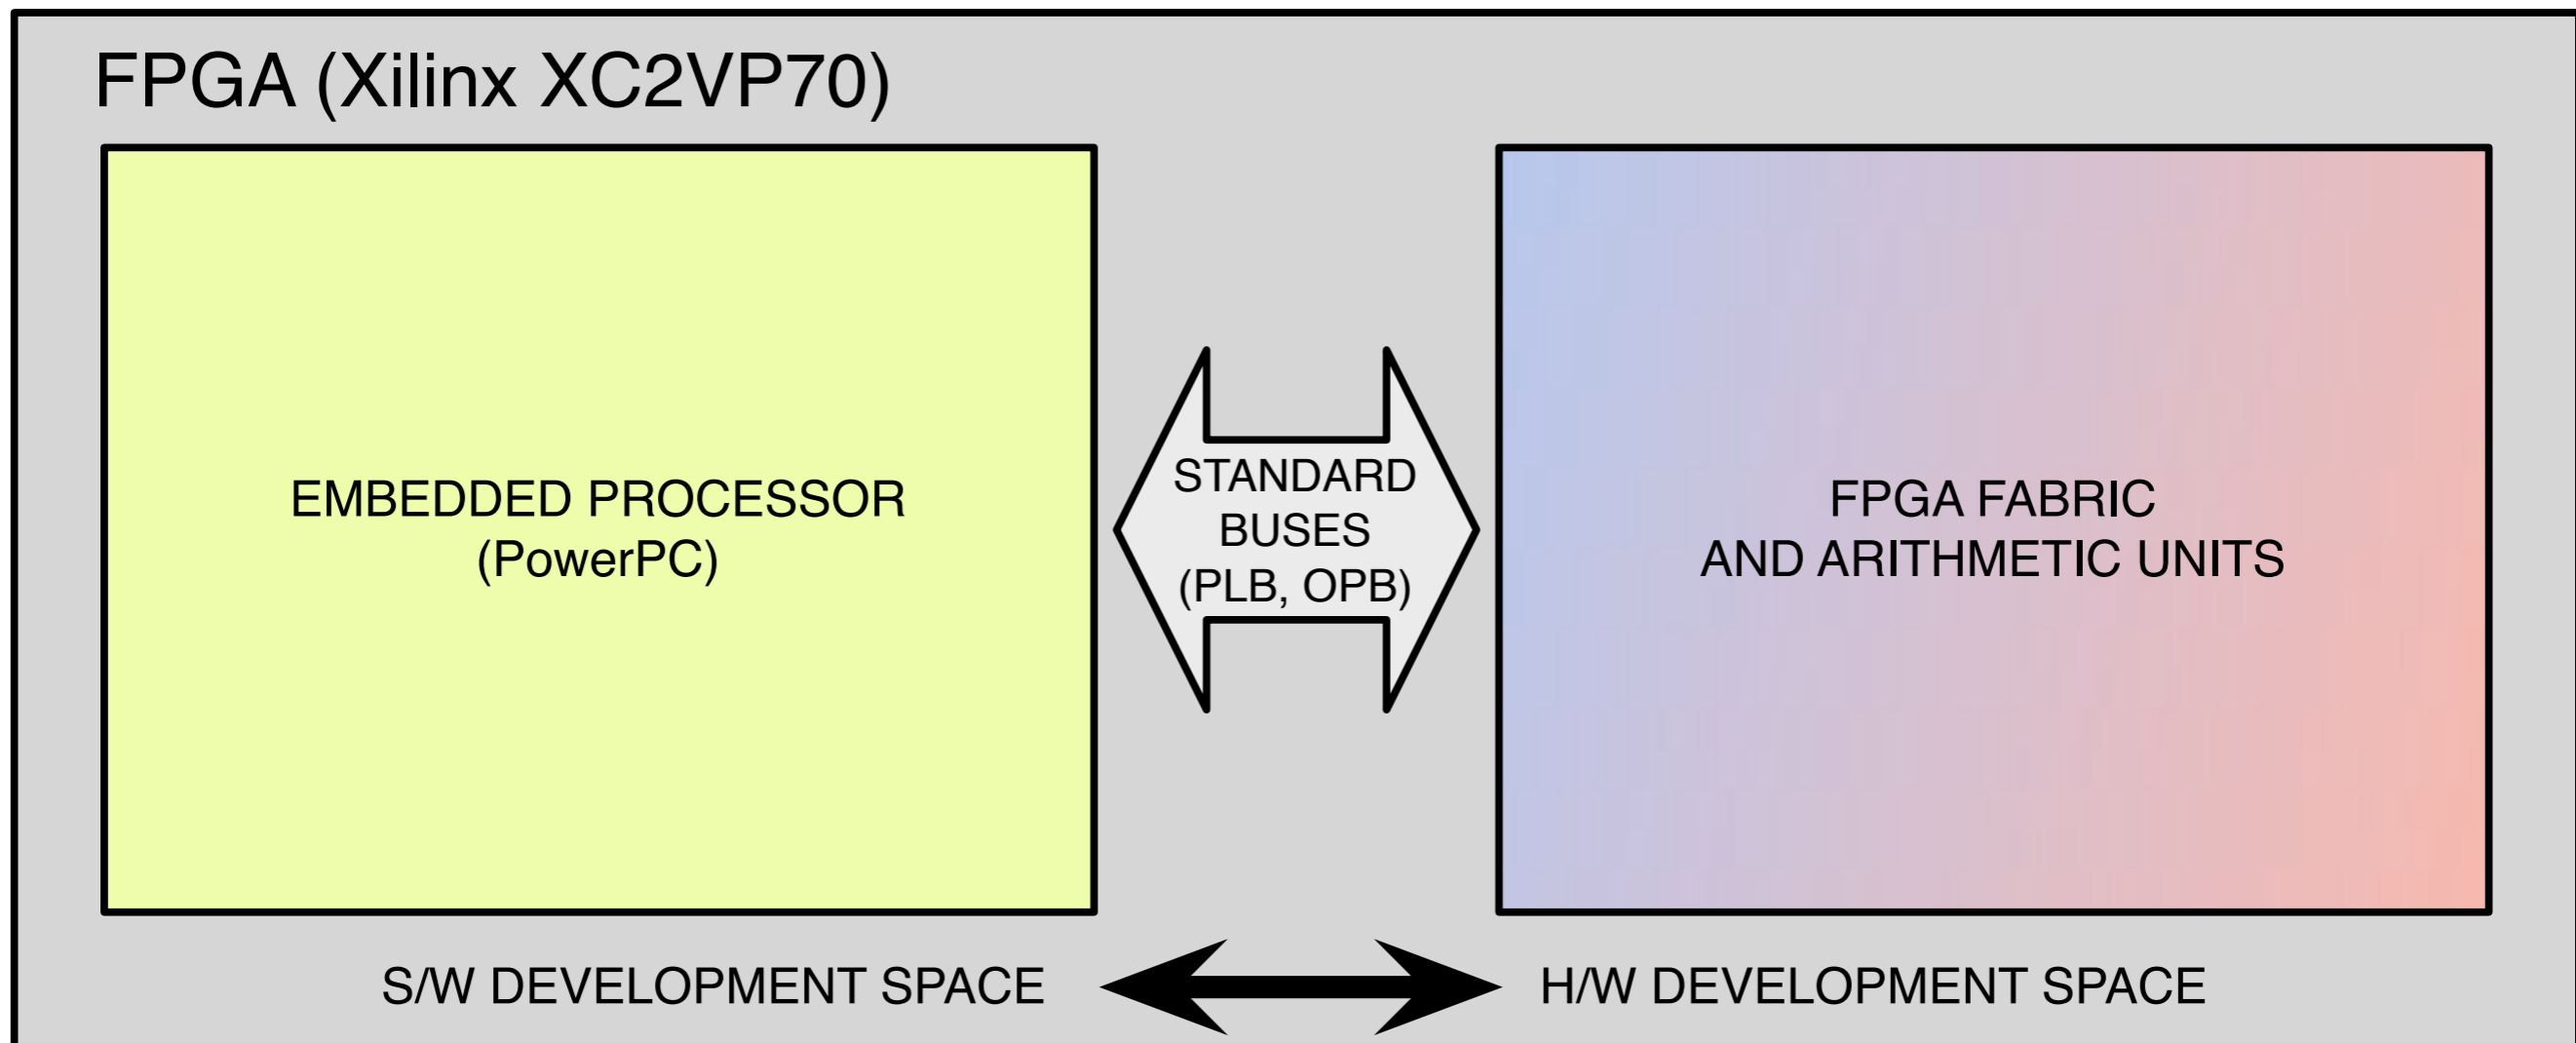 FPGA (Xilinx XC2VP70)
EMBEDDED PROCESSOR
(PowerPC)
STANDARD
BUSES
(PLB, OPB)
FPGA FABRIC
AND ARITHMETIC UNITS
S/W DEVELOPMENT SPACE
H/W DEVELOPMENT SPACE